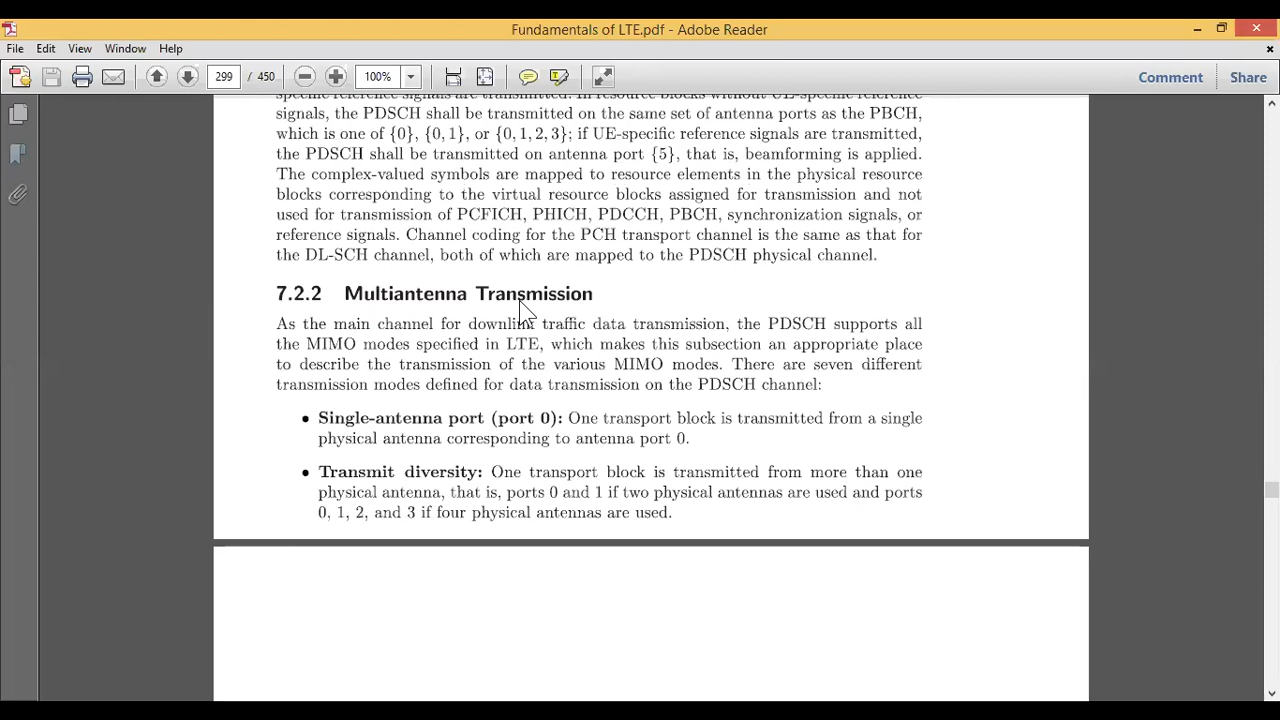 Fundamentals of LTE.pdf - Adobe Reader
File Edit View Window Help
299 / 450 100% Comment Share
specific reference signals are transmitted. In resource blocks without UE-specific reference
signals, the PDSCH shall be transmitted on the same set of antenna ports as the PBCH,
which is one of {0}, {0, 1}, or {0, 1, 2, 3}; if UE-specific reference signals are transmitted,
the PDSCH shall be transmitted on antenna port {5}, that is, beamforming is applied.
The complex-valued symbols are mapped to resource elements in the physical resource
blocks corresponding to the virtual resource blocks assigned for transmission and not
used for transmission of PCFICH, PHICH, PDCCH, PBCH, synchronization signals, or
reference signals. Channel coding for the PCH transport channel is the same as that for
the DL-SCH channel, both of which are mapped to the PDSCH physical channel.
7.2.2 Multiantenna Transmission
As the main channel for downlink traffic data transmission, the PDSCH supports all
the MIMO modes specified in LTE, which makes this subsection an appropriate place
to describe the transmission of the various MIMO modes. There are seven different
transmission modes defined for data transmission on the PDSCH channel:
• Single-antenna port (port 0): One transport block is transmitted from a single
physical antenna corresponding to antenna port 0.
• Transmit diversity: One transport block is transmitted from more than one
physical antenna, that is, ports 0 and 1 if two physical antennas are used and ports
0, 1, 2, and 3 if four physical antennas are used.